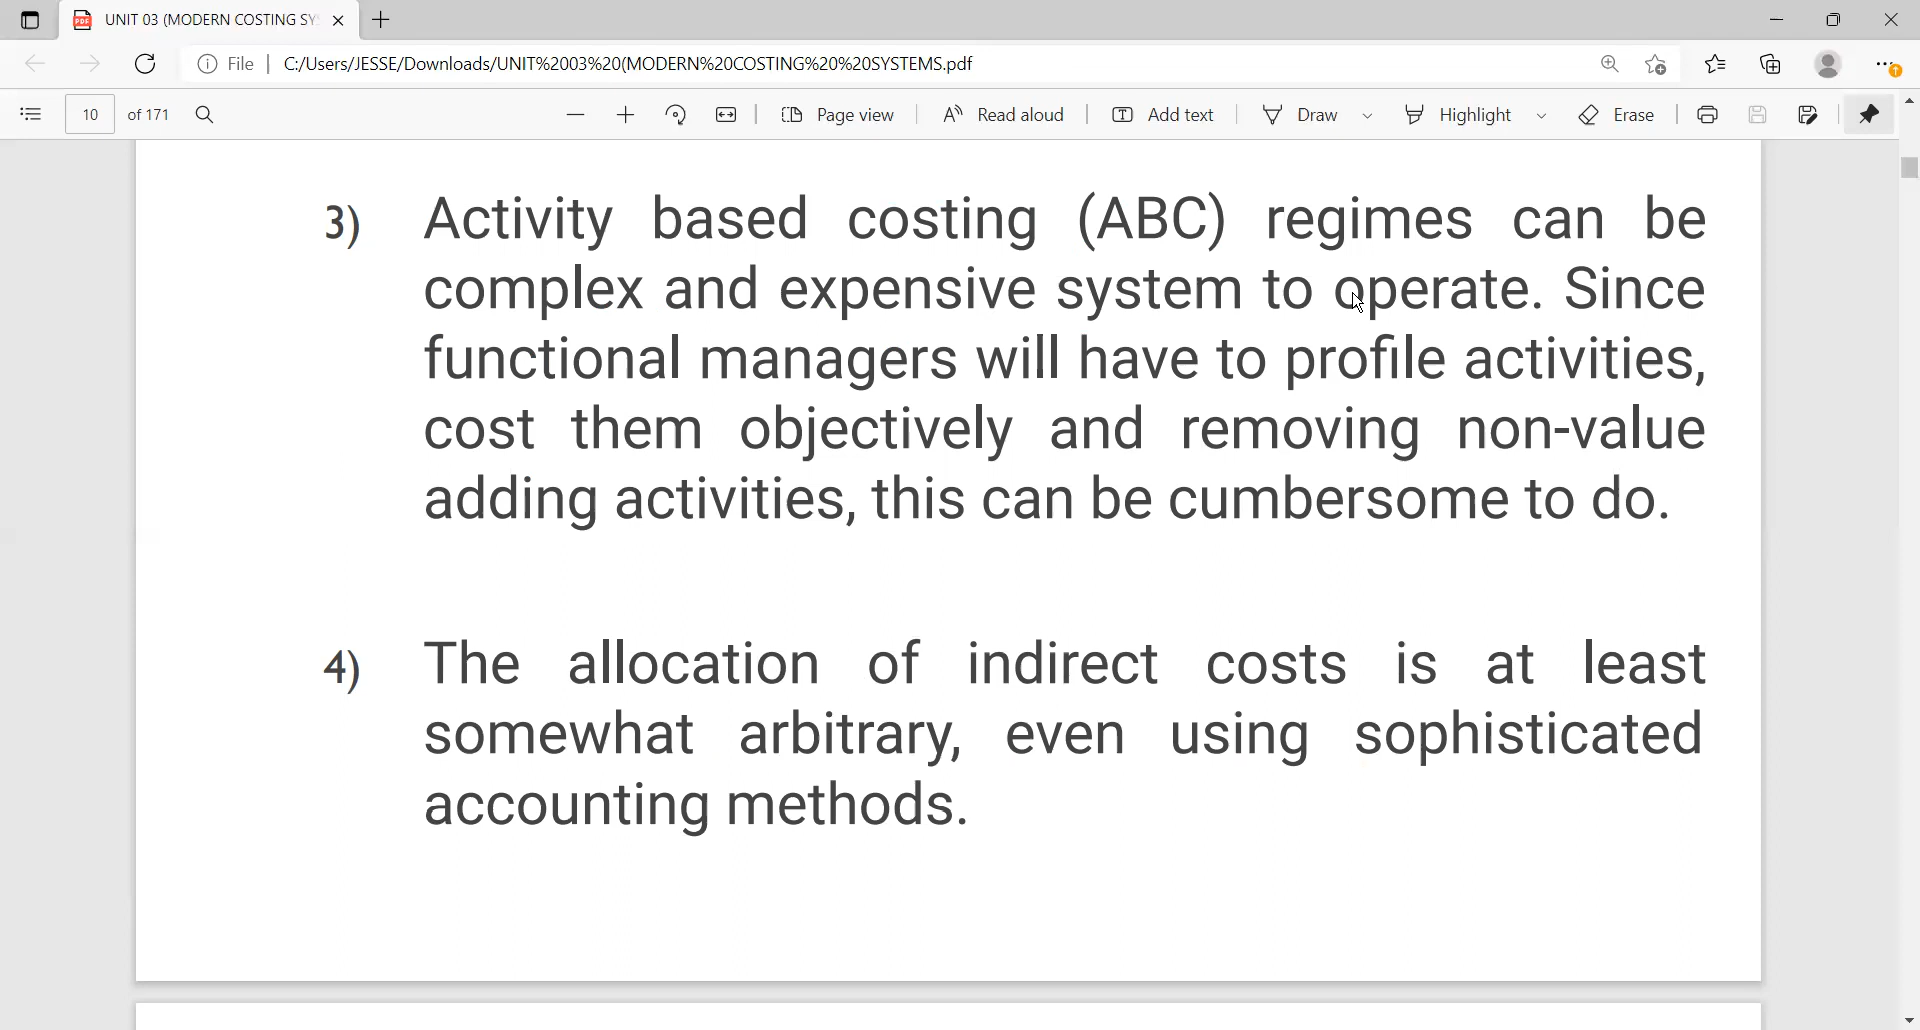 UNIT 03 (MODERN COSTING SY
File
C:/Users/JESSE/Downloads/UNIT%2003%20(MODERN%20COSTING%20%20SYSTEMS.pdf
10 of 171
Page view
Read aloud
Add text
Draw
Highlight
Erase
3) Activity based costing (ABC) regimes can be
complex and expensive system to operate. Since
functional managers will have to profile activities,
cost them objectively and removing non-value
adding activities, this can be cumbersome to do.
4) The allocation of indirect costs is at least
somewhat arbitrary, even using sophisticated
accounting methods.